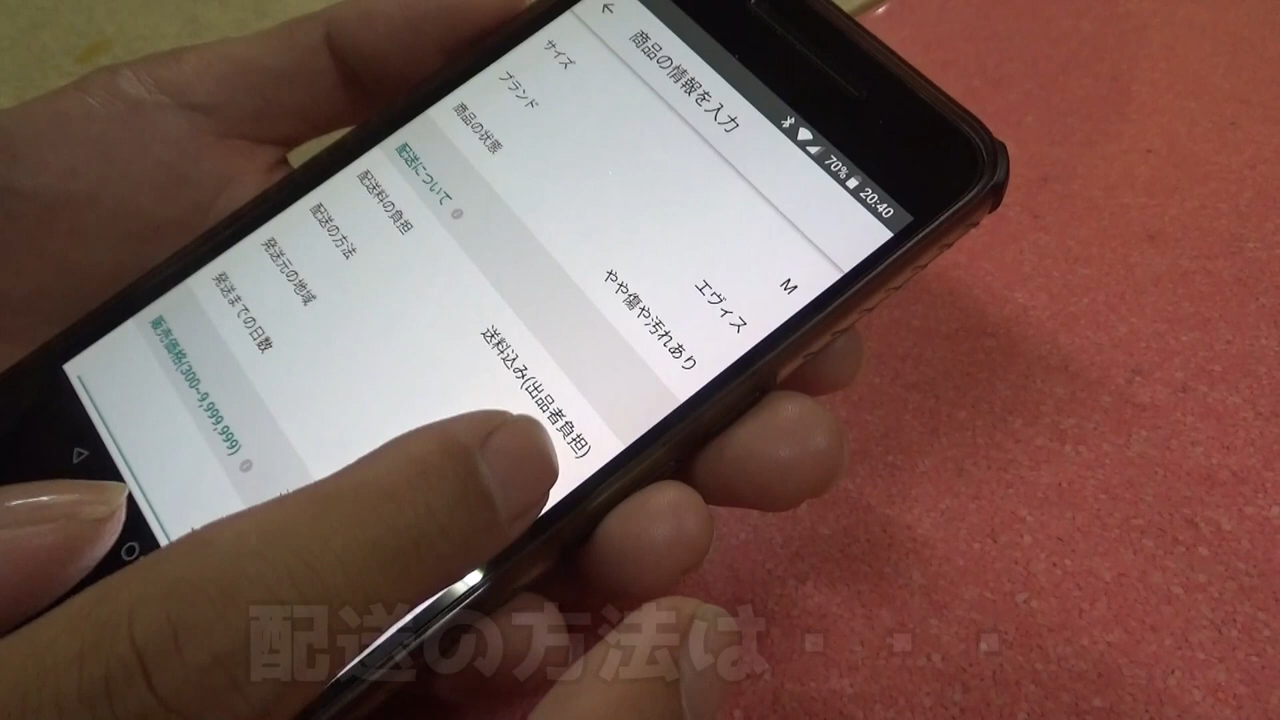 70% 20:40
商品の情報を入力
サイズ M
ブランド エヴィス
商品の状態 やや傷や汚れあり
配送について
配送料の負担 送料込み(出品者負担)
配送の方法
発送元の地域
発送までの日数
販売価格(300~9,999,999)
配送の方法は・・・